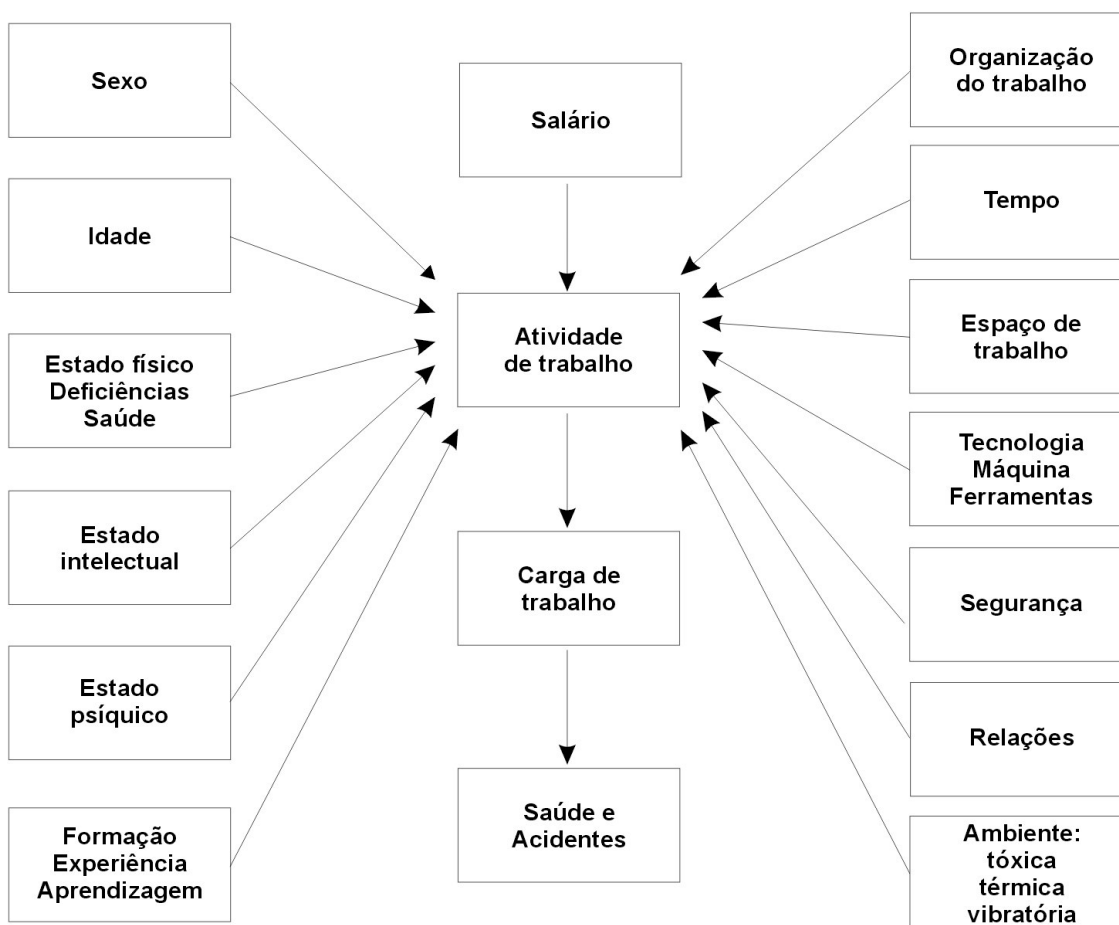 Sexo
Idade
Estado físico
Deficiências
Saúde
Estado
intelectual
Estado
psíquico
Formação
Experiência
Aprendizagem
Salário
Atividade
de trabalho
Carga de
trabalho
Saúde e
Acidentes
Organização
do trabalho
Tempo
Espaço de
trabalho
Tecnologia
Máquina
Ferramentas
Segurança
Relações
Ambiente:
tóxica
térmica
vibratória